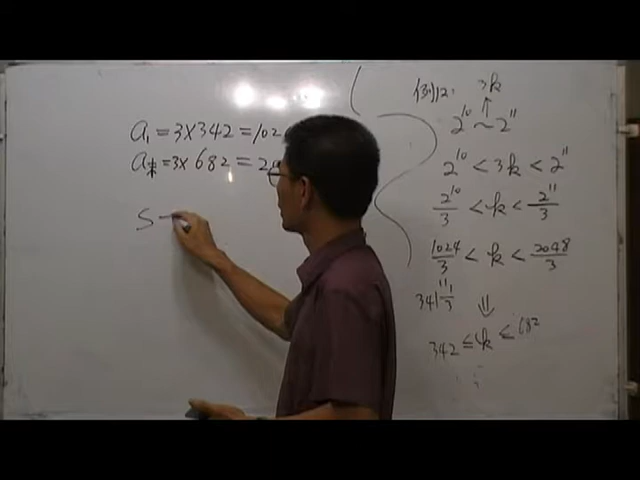 a₁ = 3×342 = 102
a末 = 3×682 = 2
S
例12: 3k
↑
2¹⁰ ~ 2¹¹
2¹⁰ < 3k < 2¹¹
2¹⁰/3 < k < 2¹¹/3
1024/3 < k < 2048/3
341 1/3 ⇓
342 ≤ k ≤ 682